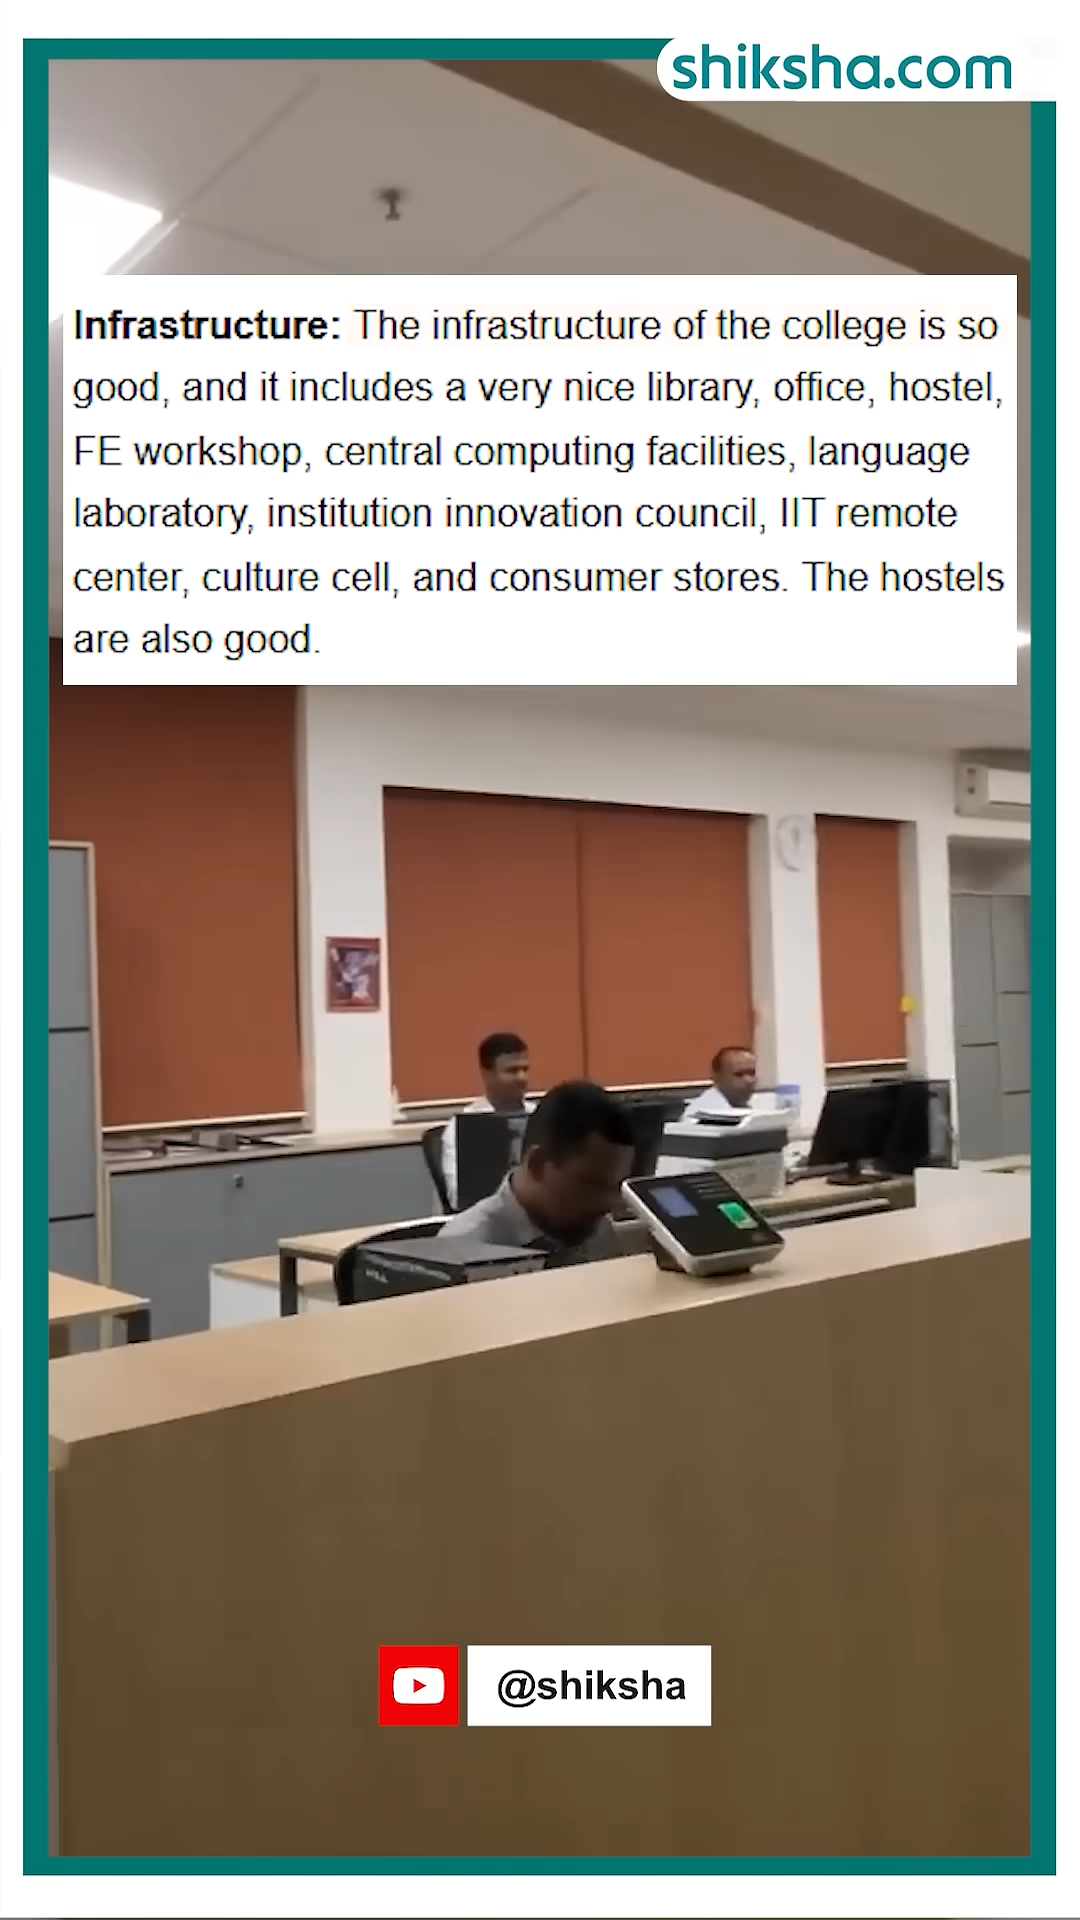 shiksha.com
Infrastructure: The infrastructure of the college is so
good, and it includes a very nice library, office, hostel,
FE workshop, central computing facilities, language
laboratory, institution innovation council, IIT remote
center, culture cell, and consumer stores. The hostels
are also good.
@shiksha